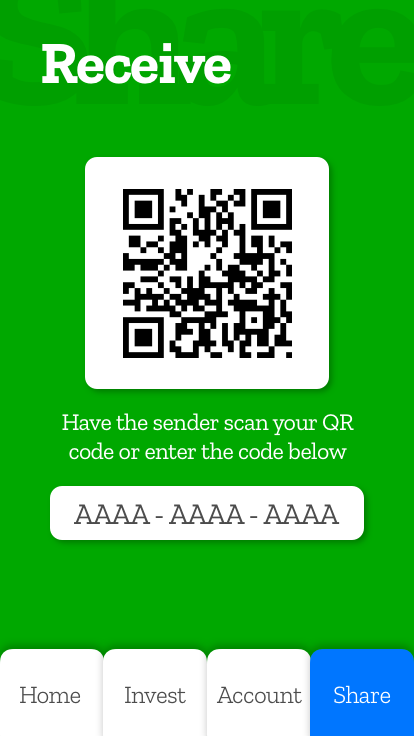 Share
Receive
Have the sender scan your QR
code or enter the code below
AAAA - AAAA - AAAA
Home
Invest
Account
Share